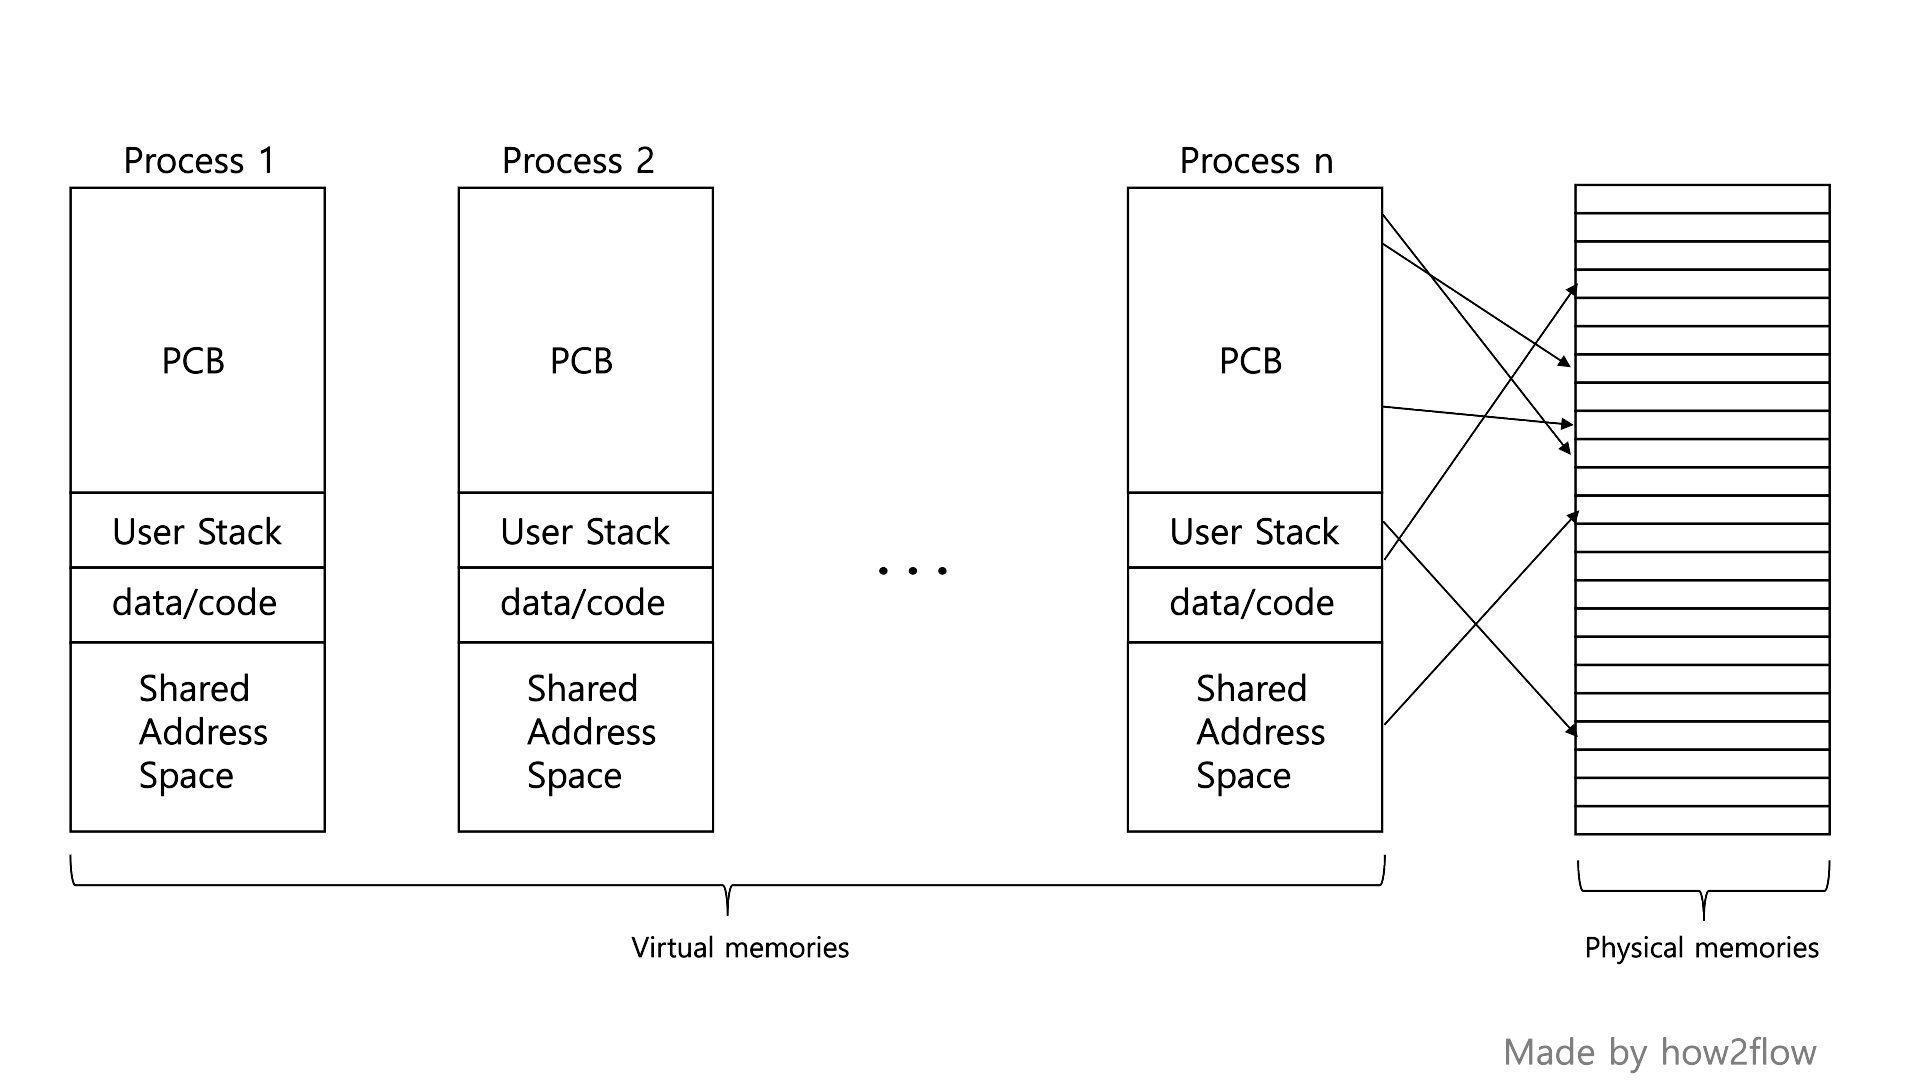 Process 1
PCB
User Stack
data/code
Shared
Address
Space
Process 2
PCB
User Stack
data/code
Shared
Address
Space
...
Process n
PCB
User Stack
data/code
Shared
Address
Space
Virtual memories
Physical memories
Made by how2flow